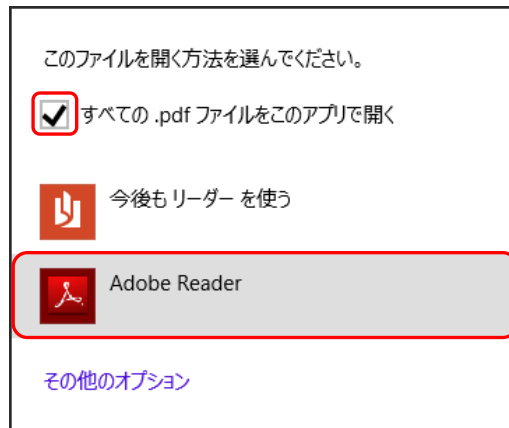 このファイルを開く方法を選んでください。
すべての .pdf ファイルをこのアプリで開く
今後も リーダー を使う
Adobe Reader
その他のオプション